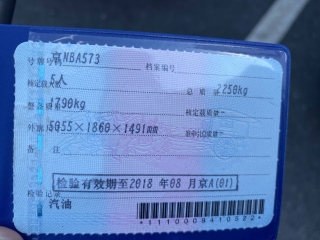 号牌号码 京NBA573 档案编号
核定载人数 5人 总质量 2250kg
整备质量 1790kg 核定载质量
外廓尺寸 5055×1860×1491mm 准牵引总质量
备注
检验有效期至2018年08月京A(01)
检验记录
汽油
*1110009410582*